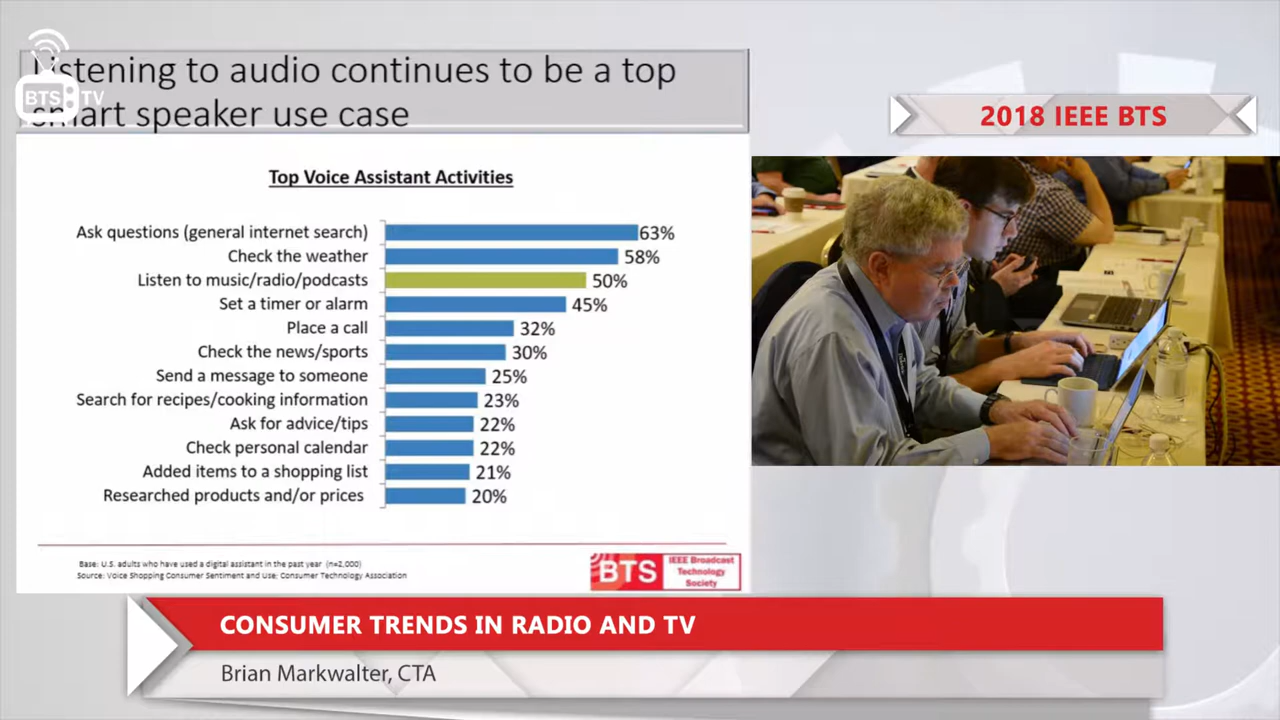 Listening to audio continues to be a top
smart speaker use case
BTS TV
2018 IEEE BTS
Top Voice Assistant Activities
Ask questions (general internet search) 63%
Check the weather 58%
Listen to music/radio/podcasts 50%
Set a timer or alarm 45%
Place a call 32%
Check the news/sports 30%
Send a message to someone 25%
Search for recipes/cooking information 23%
Ask for advice/tips 22%
Check personal calendar 22%
Added items to a shopping list 21%
Researched products and/or prices 20%
Base: U.S. adults who have used a digital assistant in the past year (n=2,000)
Source: Voice Shopping Consumer Sentiment and Use; Consumer Technology Association
BTS
IEEE Broadcast
Technology
Society
CONSUMER TRENDS IN RADIO AND TV
Brian Markwalter, CTA